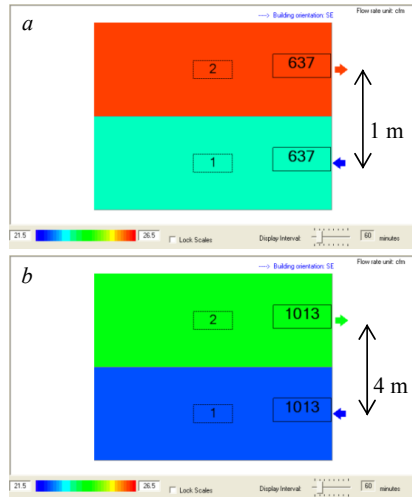 Flow rate unit: cfm
a
---> Building orientation: SE
2
637
1 m
1
637
21.5
26.5
Lock Scales
Display Interval:
60
minutes
Flow rate unit: cfm
b
---> Building orientation: SE
2
1013
4 m
1
1013
21.5
26.5
Lock Scales
Display Interval:
60
minutes